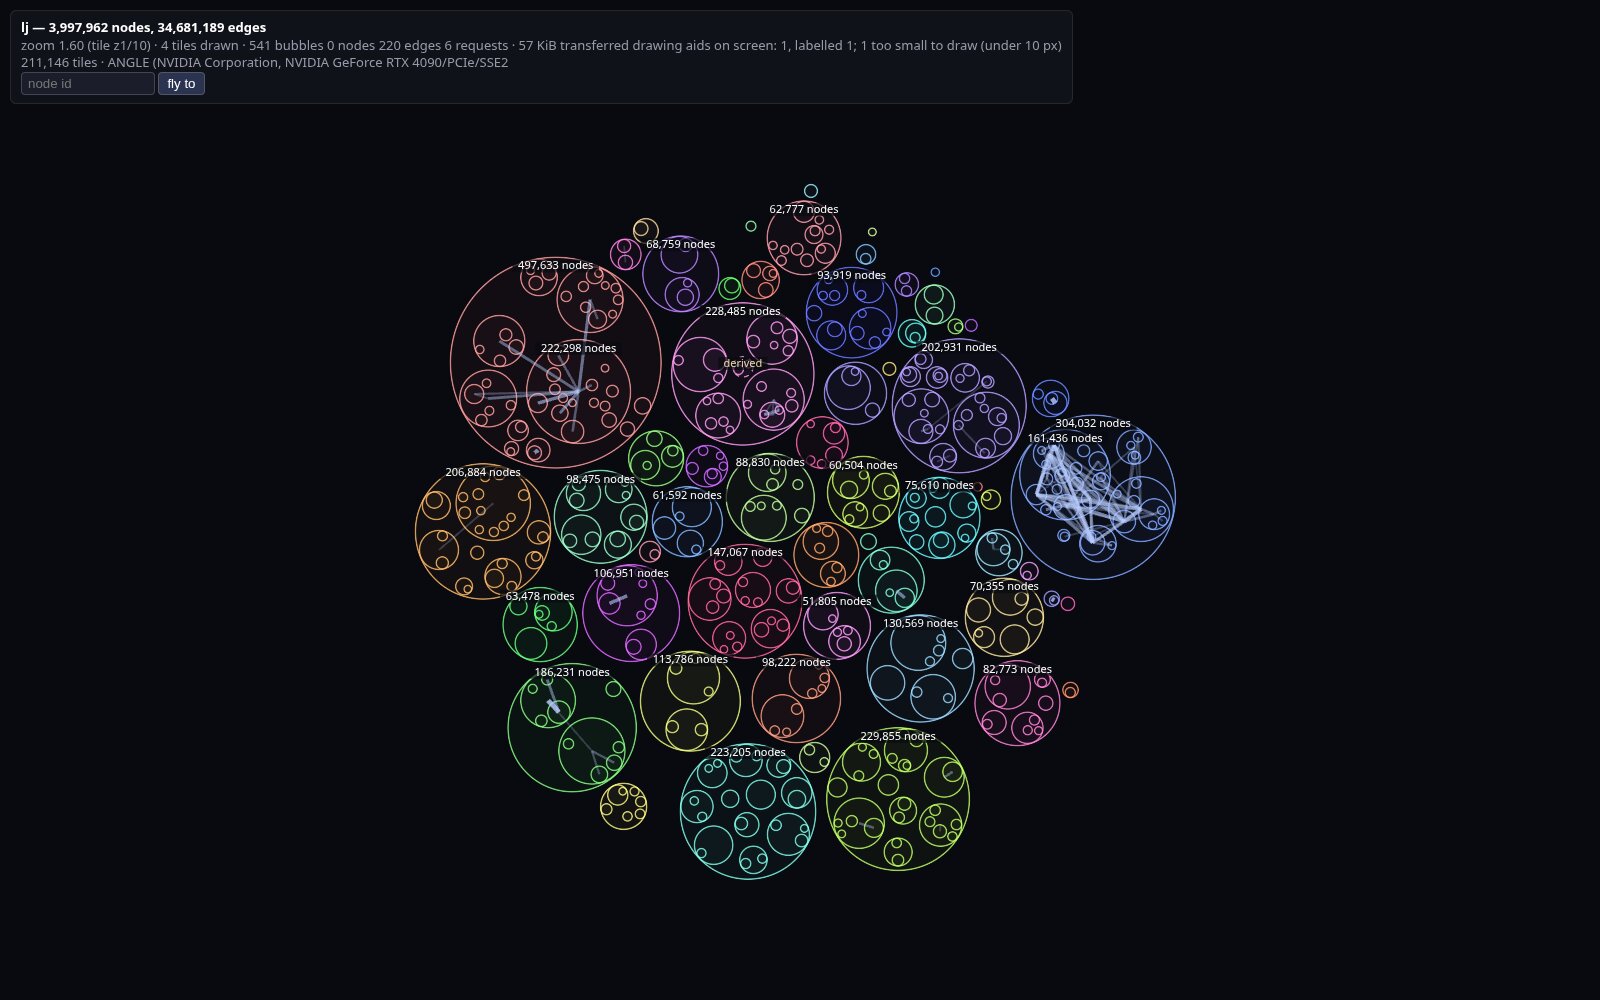 lj — 3,997,962 nodes, 34,681,189 edges
zoom 1.60 (tile z1/10) · 4 tiles drawn · 541 bubbles 0 nodes 220 edges 6 requests · 57 KiB transferred drawing aids on screen: 1, labelled 1; 1 too small to draw (under 10 px)
211,146 tiles · ANGLE (NVIDIA Corporation, NVIDIA GeForce RTX 4090/PCIe/SSE2
node id fly to
62,777 nodes
68,759 nodes
497,633 nodes
93,919 nodes
228,485 nodes
222,298 nodes
202,931 nodes
derived
304,032 nodes
161,436 nodes
88,830 nodes
60,504 nodes
206,884 nodes
98,475 nodes
75,610 nodes
61,592 nodes
147,067 nodes
106,951 nodes
70,355 nodes
63,478 nodes
51,805 nodes
130,569 nodes
113,786 nodes
98,222 nodes
186,231 nodes
82,773 nodes
229,855 nodes
223,205 nodes